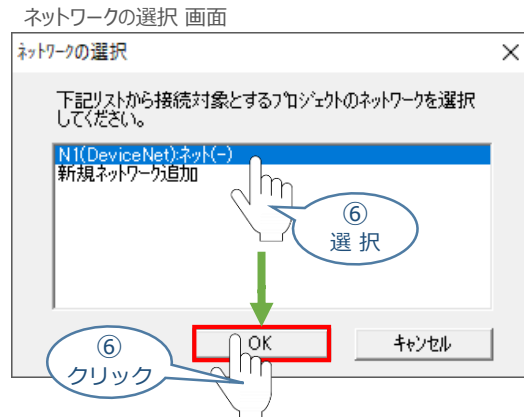 ネットワークの選択 画面
ﾈｯﾄﾜｰｸの選択
下記ﾘｽﾄから接続対象とするﾌﾟﾛｼﾞｪｸﾄのﾈｯﾄﾜｰｸを選択
してください。
N1(DeviceNet):ﾈｯﾄ(-)
新規ﾈｯﾄﾜｰｸ追加
⑥
選 択
OK
ｷｬﾝｾﾙ
⑥
クリック